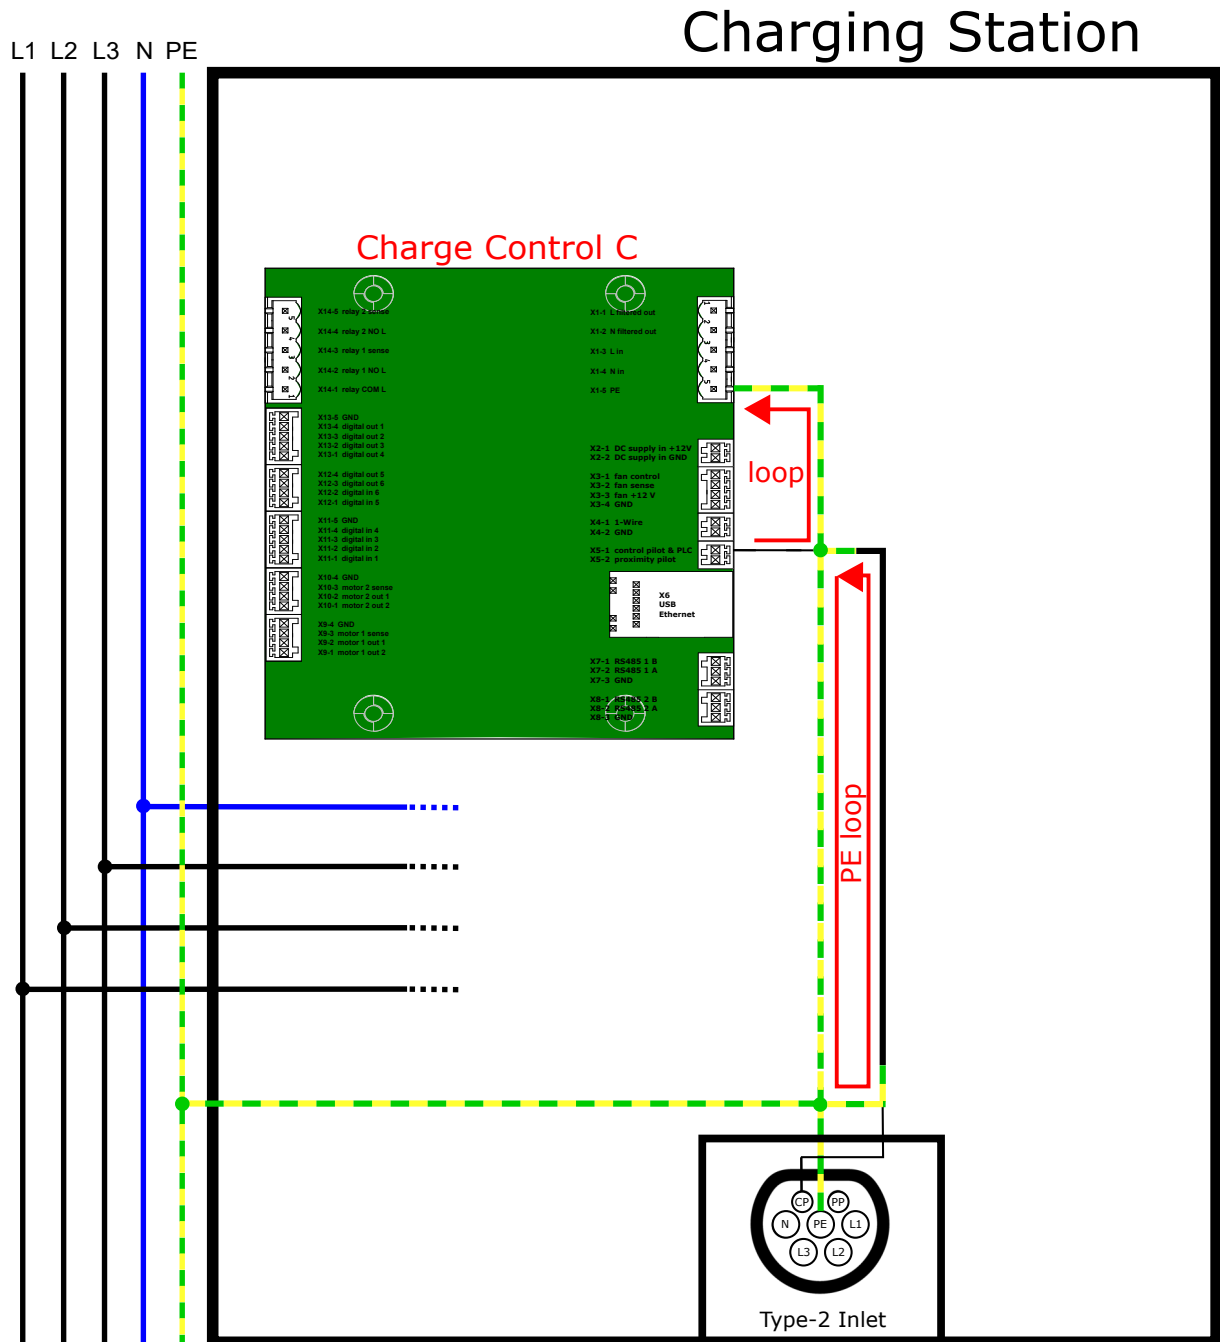 Charging Station
L1 L2 L3 N PE
Charge Control C
X14-5 relay 2 sense
X14-4 relay 2 NO L
X14-3 relay 1 sense
X14-2 relay 1 NO L
X14-1 relay COM L
X13-5 GND
X13-4 digital out 1
X13-3 digital out 2
X13-2 digital out 3
X13-1 digital out 4
X12-4 digital out 5
X12-3 digital out 6
X12-2 digital in 6
X12-1 digital in 5
X11-5 GND
X11-4 digital in 4
X11-3 digital in 3
X11-2 digital in 2
X11-1 digital in 1
X10-4 GND
X10-3 motor 2 sense
X10-2 motor 2 out 1
X10-1 motor 2 out 2
X9-4 GND
X9-3 motor 1 sense
X9-2 motor 1 out 1
X9-1 motor 1 out 2
5
4
3
2
1
X1-1 L filtered out
X1-2 N filtered out
X1-3 L in
X1-4 N in
X1-5 PE
1
2
3
4
5
X2-1 DC supply in +12V
X2-2 DC supply in GND
X3-1 fan control
X3-2 fan sense
X3-3 fan +12 V
X3-4 GND
X4-1 1-Wire
X4-2 GND
X5-1 control pilot & PLC
X5-2 proximity pilot
X6
USB
Ethernet
X7-1 RS485 1 B
X7-2 RS485 1 A
X7-3 GND
X8-1 RS485 2 B
X8-2 RS485 2 A
X8-3 GND
loop
PE loop
CP PP
N PE L1
L3 L2
Type-2 Inlet